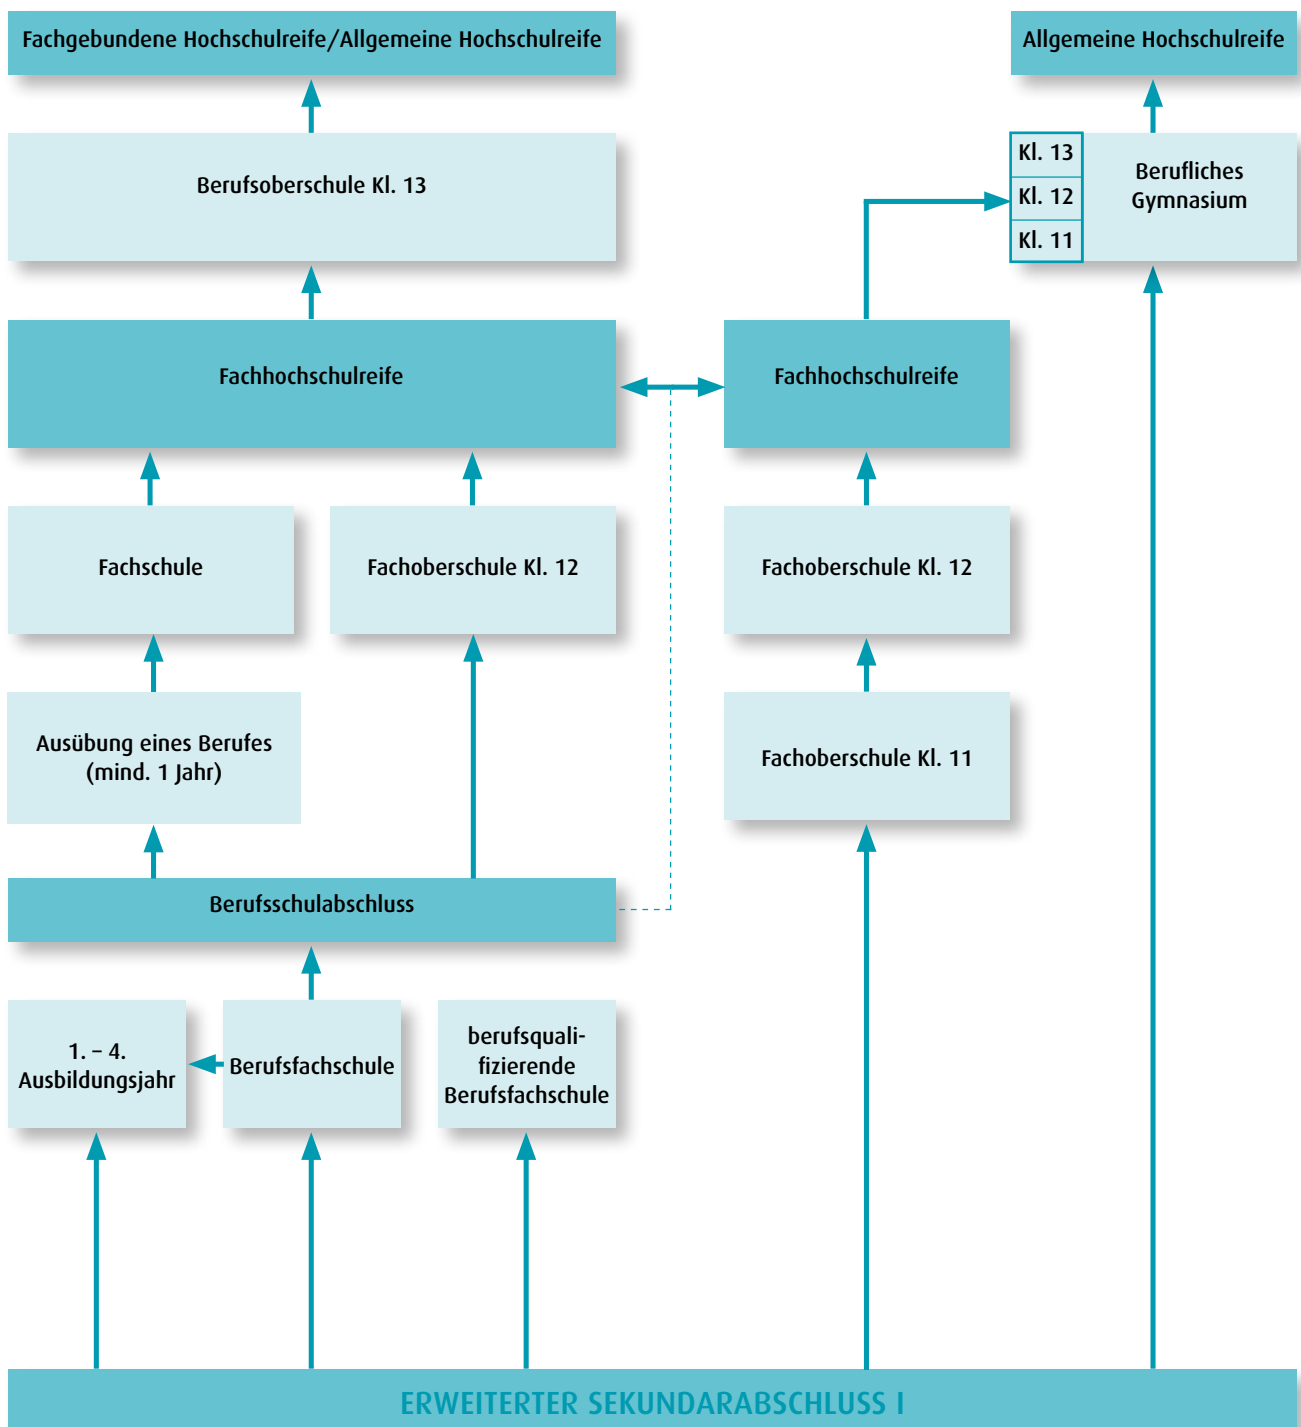 Fachgebundene Hochschulreife/Allgemeine Hochschulreife
Allgemeine Hochschulreife
Berufsoberschule Kl. 13
Kl. 13
Kl. 12
Kl. 11
Berufliches
Gymnasium
Fachhochschulreife
Fachhochschulreife
Fachschule
Fachoberschule Kl. 12
Fachoberschule Kl. 12
Ausübung eines Berufes
(mind. 1 Jahr)
Fachoberschule Kl. 11
Berufsschulabschluss
1. – 4.
Ausbildungsjahr
Berufsfachschule
berufsquali-
fizierende
Berufsfachschule
ERWEITERTER SEKUNDARABSCHLUSS I